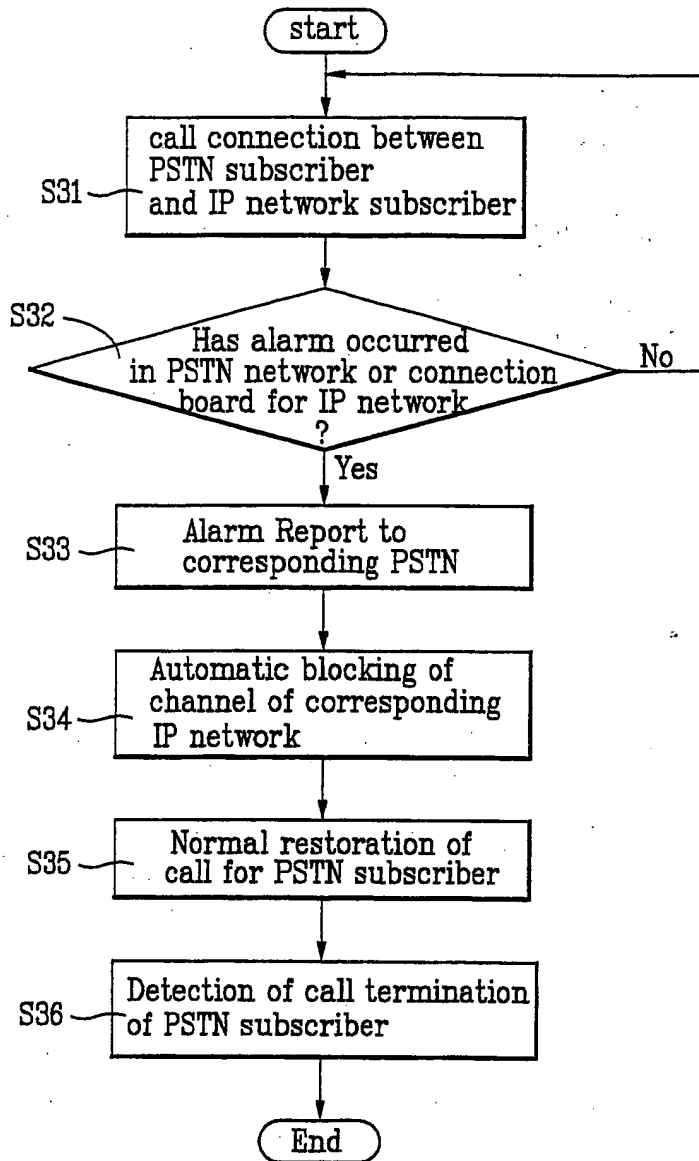 start
call connection between
PSTN subscriber
and IP network subscriber
S31
S32
Has alarm occurred
in PSTN network or connection
board for IP network
?
No
Yes
Alarm Report to
corresponding PSTN
S33
Automatic blocking of
channel of corresponding
IP network
S34
Normal restoration of
call for PSTN subscriber
S35
Detection of call termination
of PSTN subscriber
S36
End